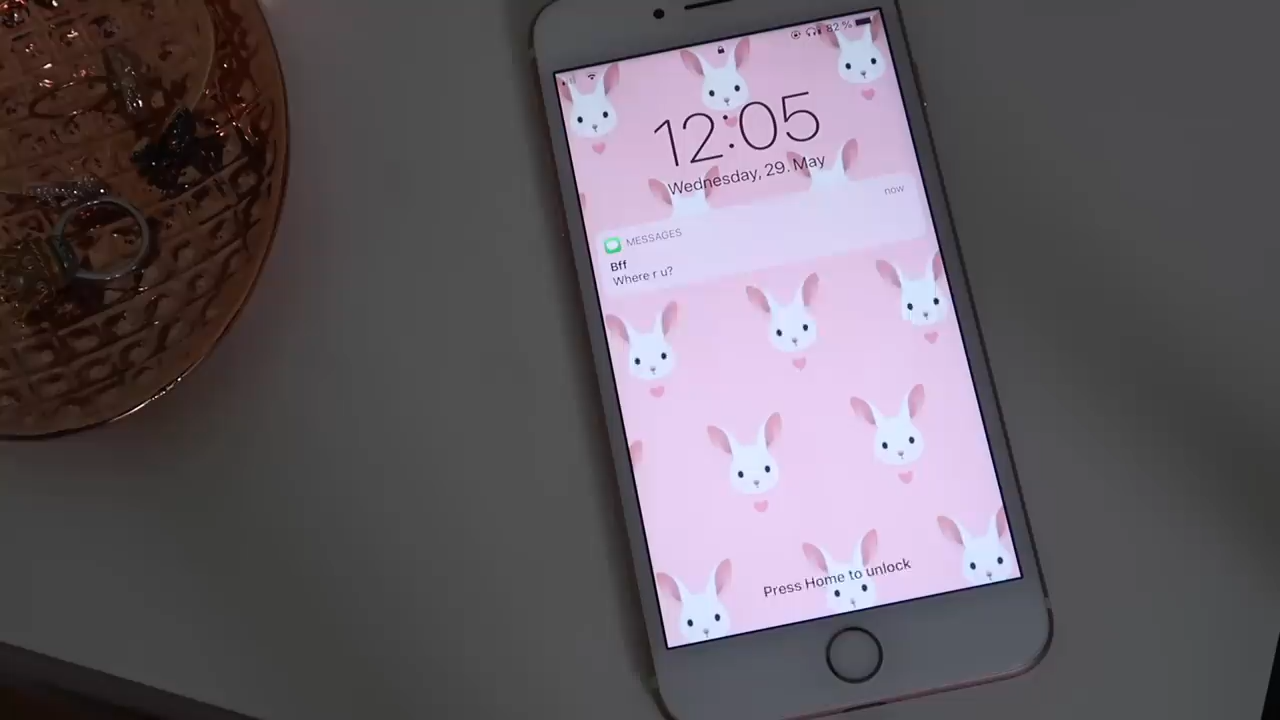 82 %
12:05
Wednesday, 29. May
MESSAGES
now
Bff
Where r u?
Press Home to unlock